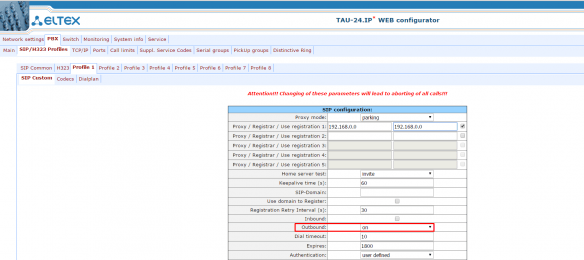 ELTEX
TAU-24.IP* WEB configurator
Network settings PBX Switch Monitoring System info Service
Main SIP/H323 Profiles TCP/IP Ports Call limits Suppl. Service Codes Serial groups PickUp groups Distinctive Ring
SIP Common H323 Profile 1 Profile 2 Profile 3 Profile 4 Profile 5 Profile 6 Profile 7 Profile 8
SIP Custom Codecs Dialplan
Attention!!! Changing of these parameters will lead to aborting of all calls!!!
SIP configuration:
Proxy mode: parking
Proxy / Registrar / Use registration 1: 192.168.0.0 192.168.0.0
Proxy / Registrar / Use registration 2:
Proxy / Registrar / Use registration 3:
Proxy / Registrar / Use registration 4:
Proxy / Registrar / Use registration 5:
Home server test: invite
Keepalive time (s): 60
SIP-Domain:
Use domain to Register:
Registration Retry Interval (s): 30
Inbound:
Outbound: on
Dial timeout: 10
Expires: 1800
Authentication: user defined